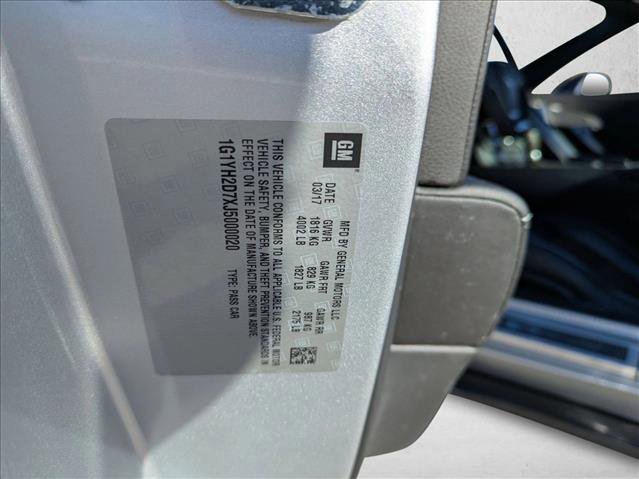 GM
MFD BY GENERAL MOTORS LLC
DATE GVWR GAWR FRT GAWR RR
03/17 1816 KG 829 KG 987 KG
4002 LB 1827 LB 2175 LB
THIS VEHICLE CONFORMS TO ALL APPLICABLE U.S. FEDERAL MOTOR
VEHICLE SAFETY, BUMPER, AND THEFT PREVENTION STANDARDS IN
EFFECT ON THE DATE OF MANUFACTURE SHOWN ABOVE.
1G1YH2D7XJ5000020 TYPE: PASS CAR